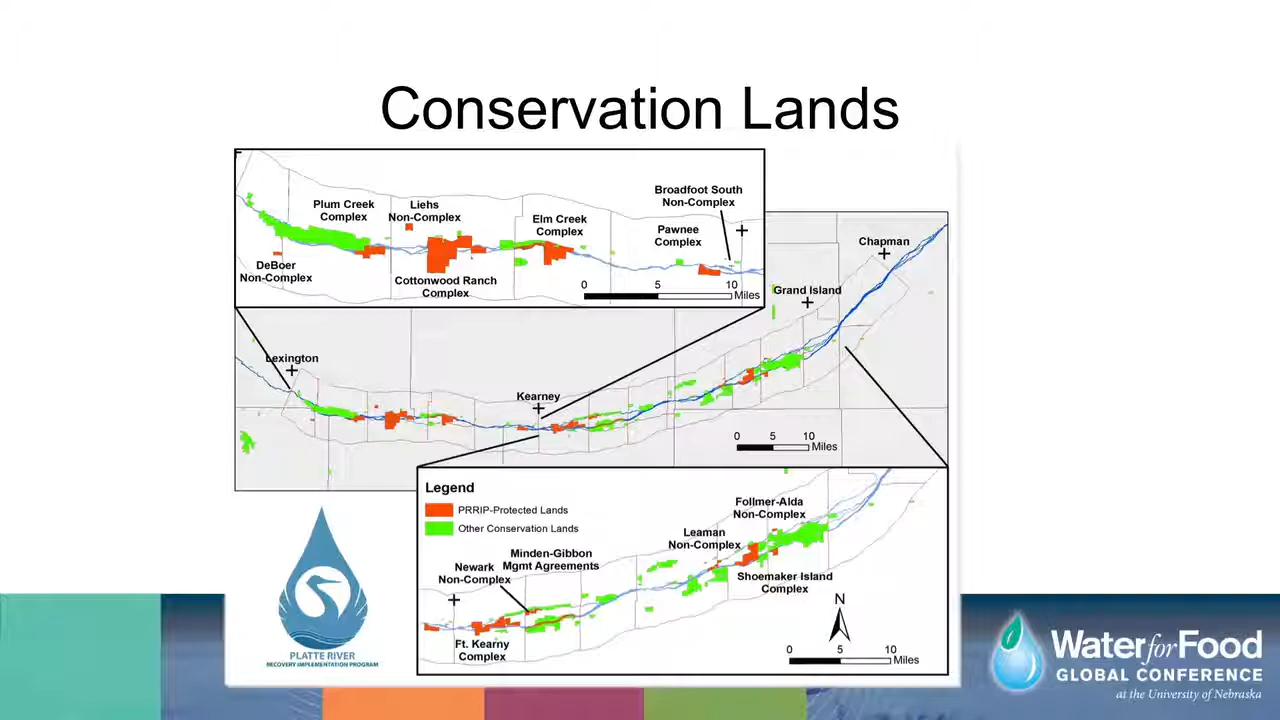 Conservation Lands
Plum Creek
Complex
Liehs
Non-Complex
Elm Creek
Complex
Broadfoot South
Non-Complex
Pawnee
Complex
DeBoer
Non-Complex
Cottonwood Ranch
Complex
0 5 10 Miles
Chapman
Grand Island
Lexington
Kearney
0 5 10
Miles
Legend
PRRIP-Protected Lands
Other Conservation Lands
Follmer-Alda
Non-Complex
Leaman
Non-Complex
Minden-Gibbon
Mgmt Agreements
Newark
Non-Complex
Shoemaker Island
Complex
Ft. Kearny
Complex
N
0 5 10
Miles
PLATTE RIVER
RECOVERY IMPLEMENTATION PROGRAM
Water for Food
GLOBAL CONFERENCE
at the University of Nebraska